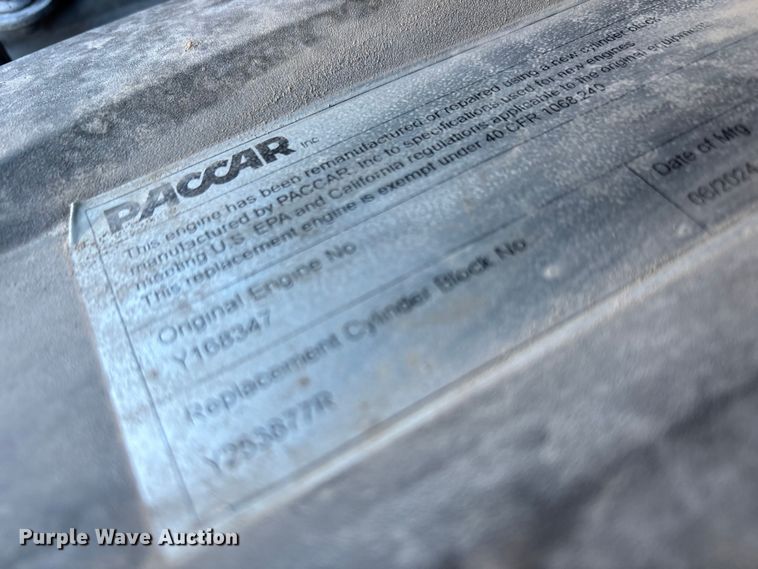 PACCAR Inc
This engine has been remanufactured or repaired using a new cylinder block
manufactured by PACCAR, Inc to specifications used for new engines
meeting U.S. EPA and California regulations applicable to the original equipment.
This replacement engine is exempt under 40 CFR 1068.240
Original Engine No
Y168347
Date of Mfg
06/2024
Replacement Cylinder Block No
Purple Wave Auction